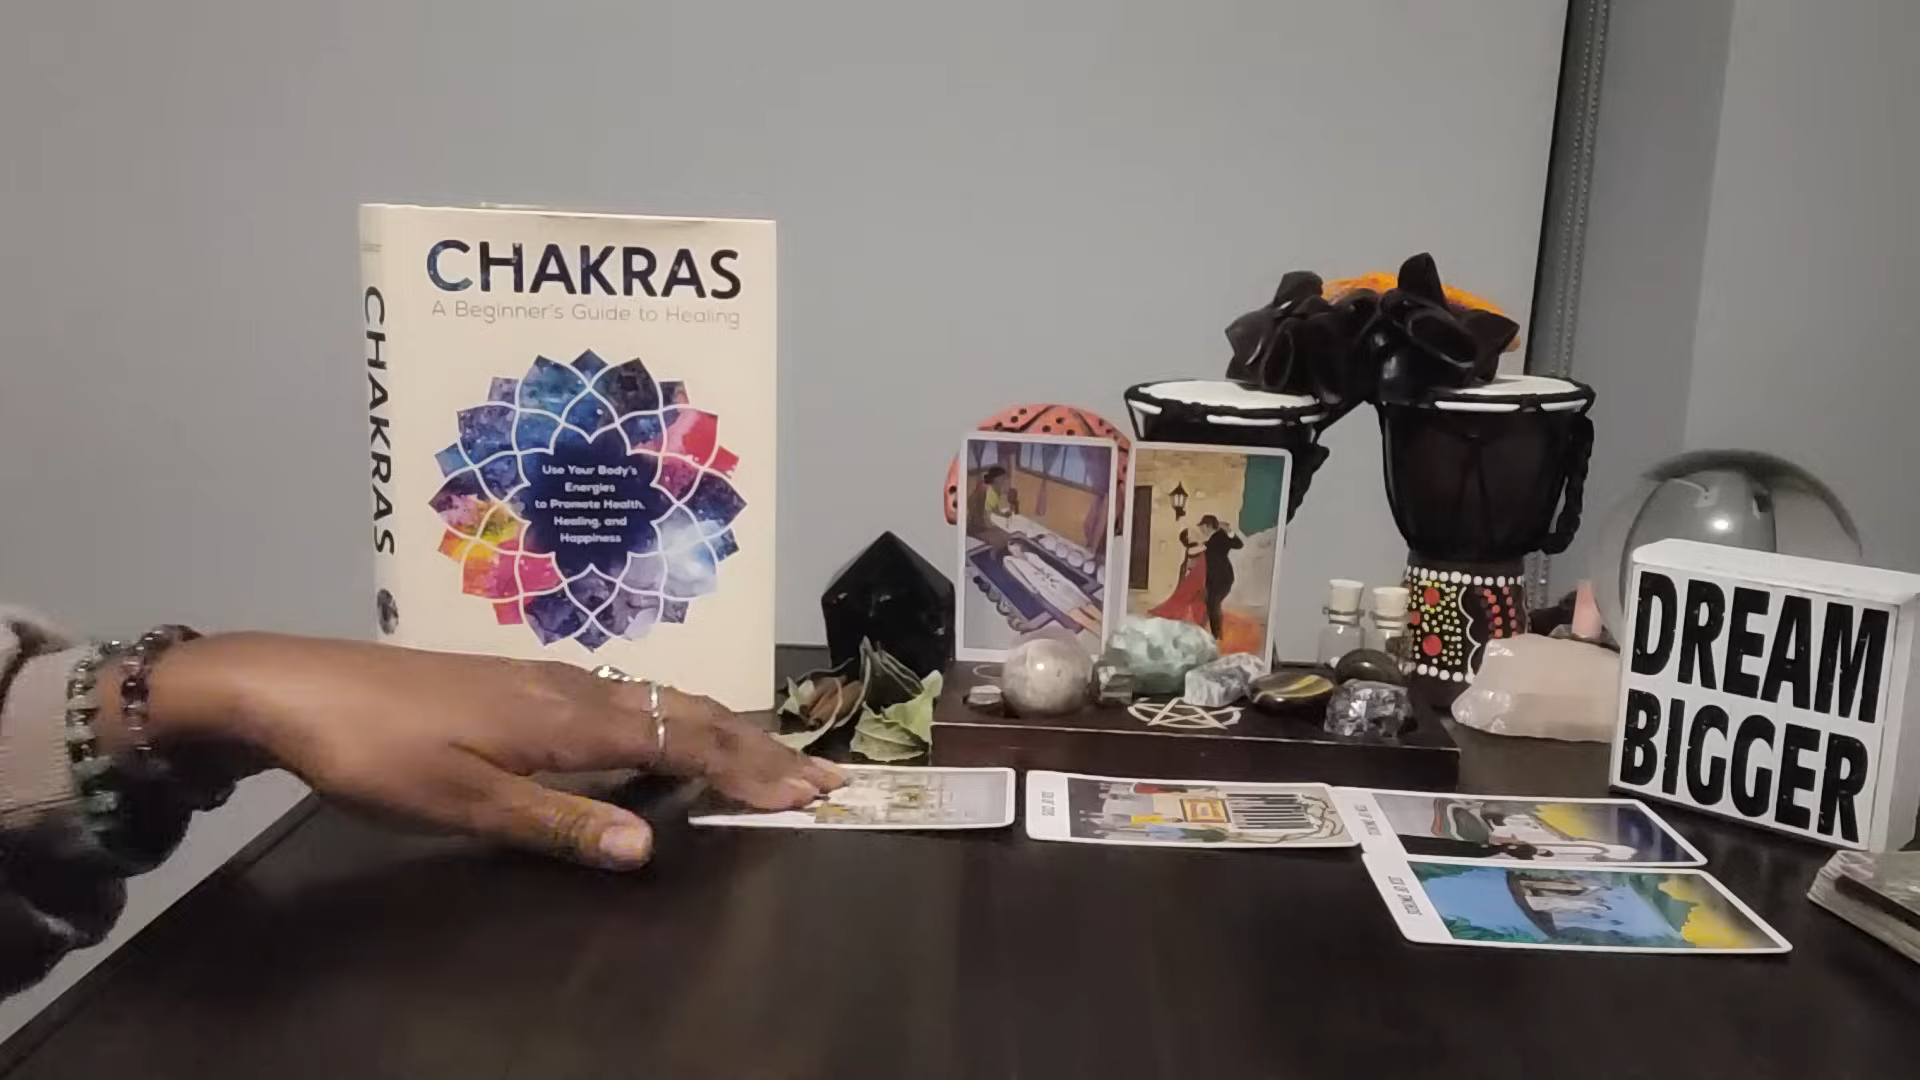 CHAKRAS
A Beginner's Guide to Healing
Use Your Body's
Energies
to Promote Health,
Healing, and
Happiness
CHAKRAS
DREAM
BIGGER